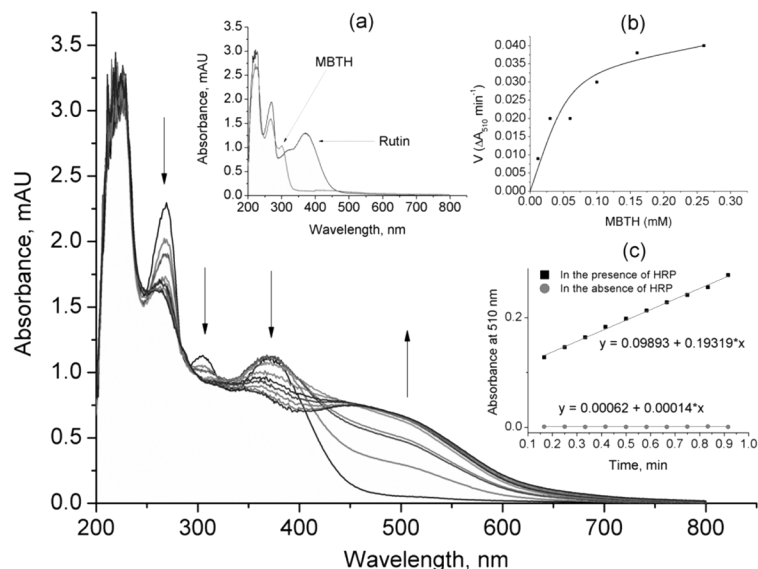 Absorbance, mAU
3.5
3.0
2.5
2.0
1.5
1.0
0.5
0.0
200 300 400 500 600 700 800
Wavelength, nm
(a)
Absorbance, mAU
3.5
3.0
2.5
2.0
1.5
1.0
0.5
0.0
MBTH
Rutin
200 300 400 500 600 700 800
Wavelength, nm
(b)
V (ΔA510 min-1)
0.040
0.035
0.030
0.025
0.020
0.015
0.010
0.005
0.000
0.00 0.05 0.10 0.15 0.20 0.25 0.30
MBTH (mM)
(c)
In the presence of HRP
In the absence of HRP
Absorbance at 510 nm
0.2
0.0
y = 0.09893 + 0.19319*x
y = 0.00062 + 0.00014*x
0.1 0.2 0.3 0.4 0.5 0.6 0.7 0.8 0.9 1.0
Time, min